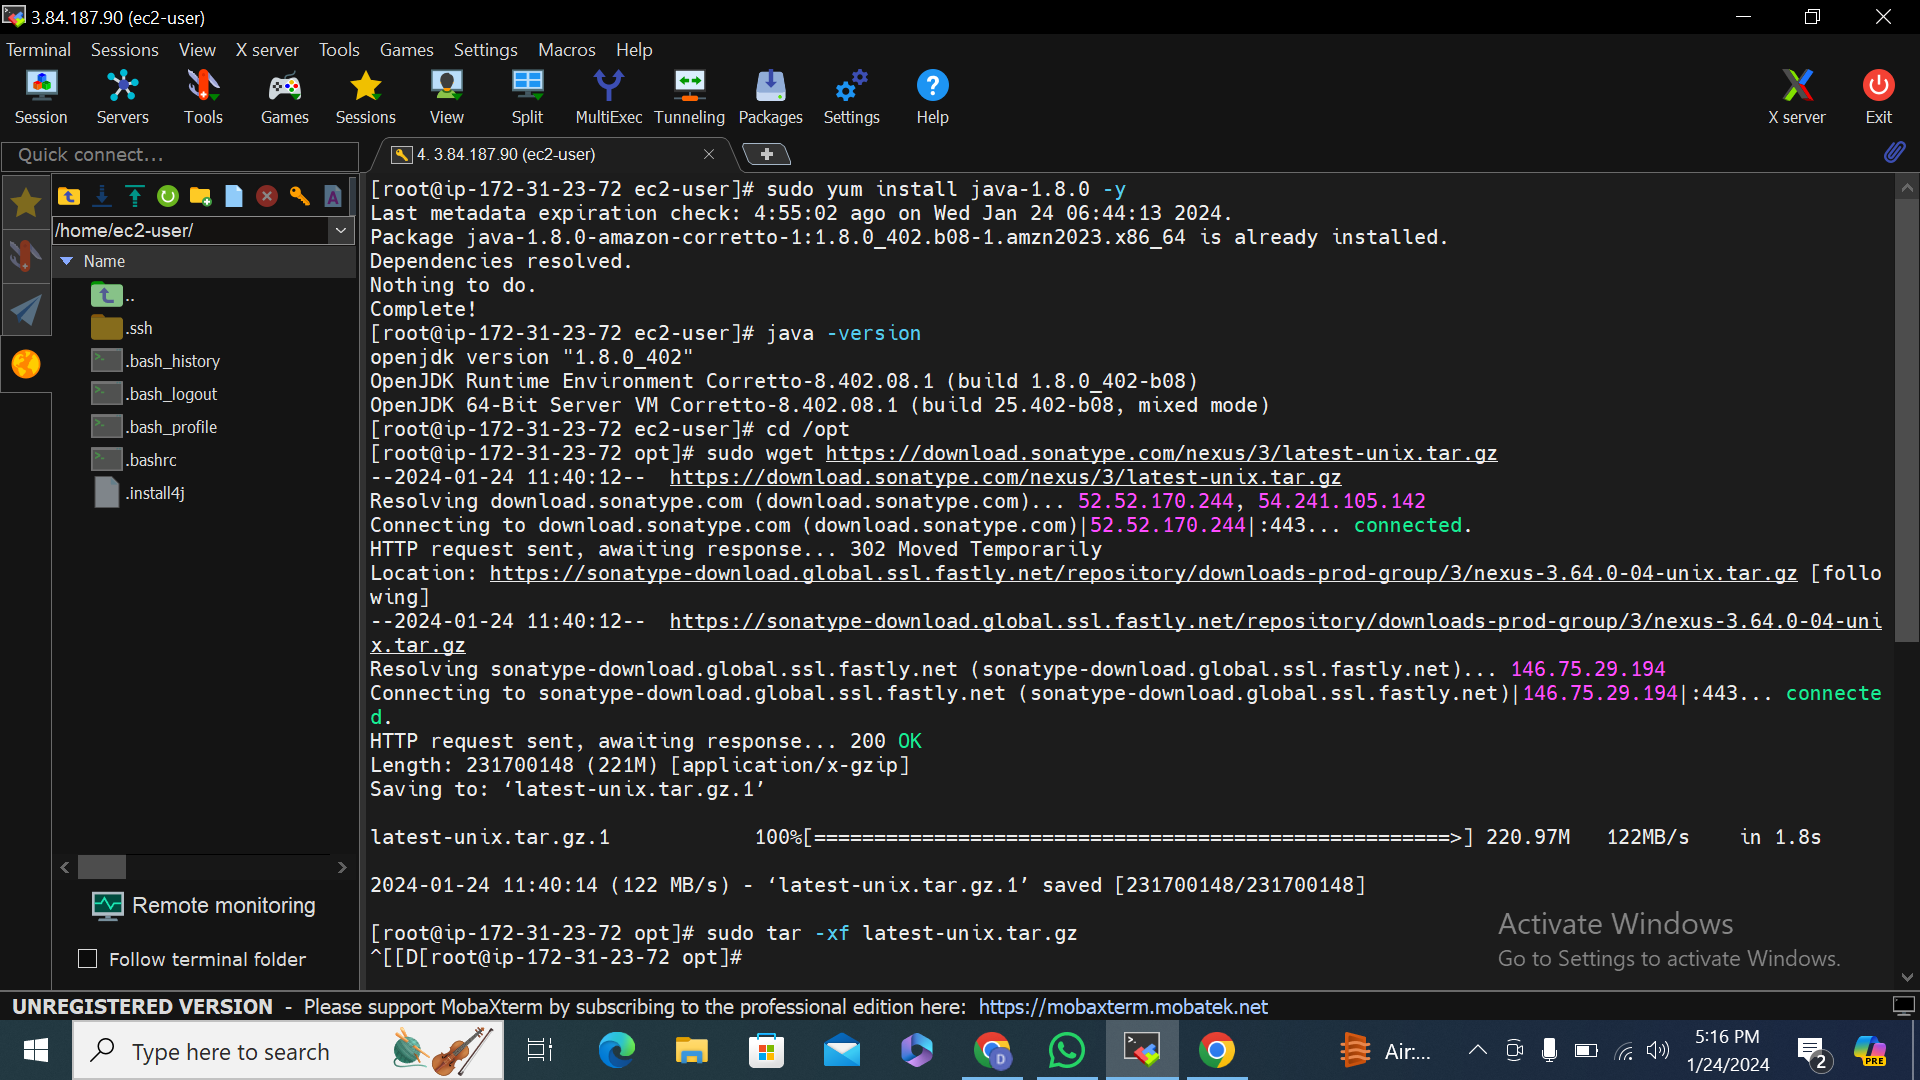 3.84.187.90 (ec2-user)
Terminal Sessions View X server Tools Games Settings Macros Help
Session Servers Tools Games Sessions View Split MultiExec Tunneling Packages Settings Help X server Exit
Quick connect...
4. 3.84.187.90 (ec2-user)
/home/ec2-user/
Name
..
.ssh
.bash_history
.bash_logout
.bash_profile
.bashrc
.install4j
Remote monitoring
Follow terminal folder
[root@ip-172-31-23-72 ec2-user]# sudo yum install java-1.8.0 -y
Last metadata expiration check: 4:55:02 ago on Wed Jan 24 06:44:13 2024.
Package java-1.8.0-amazon-corretto-1:1.8.0_402.b08-1.amzn2023.x86_64 is already installed.
Dependencies resolved.
Nothing to do.
Complete!
[root@ip-172-31-23-72 ec2-user]# java -version
openjdk version "1.8.0_402"
OpenJDK Runtime Environment Corretto-8.402.08.1 (build 1.8.0_402-b08)
OpenJDK 64-Bit Server VM Corretto-8.402.08.1 (build 25.402-b08, mixed mode)
[root@ip-172-31-23-72 ec2-user]# cd /opt
[root@ip-172-31-23-72 opt]# sudo wget https://download.sonatype.com/nexus/3/latest-unix.tar.gz
--2024-01-24 11:40:12--  https://download.sonatype.com/nexus/3/latest-unix.tar.gz
Resolving download.sonatype.com (download.sonatype.com)... 52.52.170.244, 54.241.105.142
Connecting to download.sonatype.com (download.sonatype.com)|52.52.170.244|:443... connected.
HTTP request sent, awaiting response... 302 Moved Temporarily
Location: https://sonatype-download.global.ssl.fastly.net/repository/downloads-prod-group/3/nexus-3.64.0-04-unix.tar.gz [follo
wing]
--2024-01-24 11:40:12--  https://sonatype-download.global.ssl.fastly.net/repository/downloads-prod-group/3/nexus-3.64.0-04-uni
x.tar.gz
Resolving sonatype-download.global.ssl.fastly.net (sonatype-download.global.ssl.fastly.net)... 146.75.29.194
Connecting to sonatype-download.global.ssl.fastly.net (sonatype-download.global.ssl.fastly.net)|146.75.29.194|:443... connecte
d.
HTTP request sent, awaiting response... 200 OK
Length: 231700148 (221M) [application/x-gzip]
Saving to: ‘latest-unix.tar.gz.1’
latest-unix.tar.gz.1 100%[=====================================================>] 220.97M 122MB/s in 1.8s
2024-01-24 11:40:14 (122 MB/s) - ‘latest-unix.tar.gz.1’ saved [231700148/231700148]
[root@ip-172-31-23-72 opt]# sudo tar -xf latest-unix.tar.gz
^[[D[root@ip-172-31-23-72 opt]#
Activate Windows
Go to Settings to activate Windows.
UNREGISTERED VERSION - Please support MobaXterm by subscribing to the professional edition here: https://mobaxterm.mobatek.net
Type here to search
Air:...
5:16 PM
1/24/2024
2
PRE
D